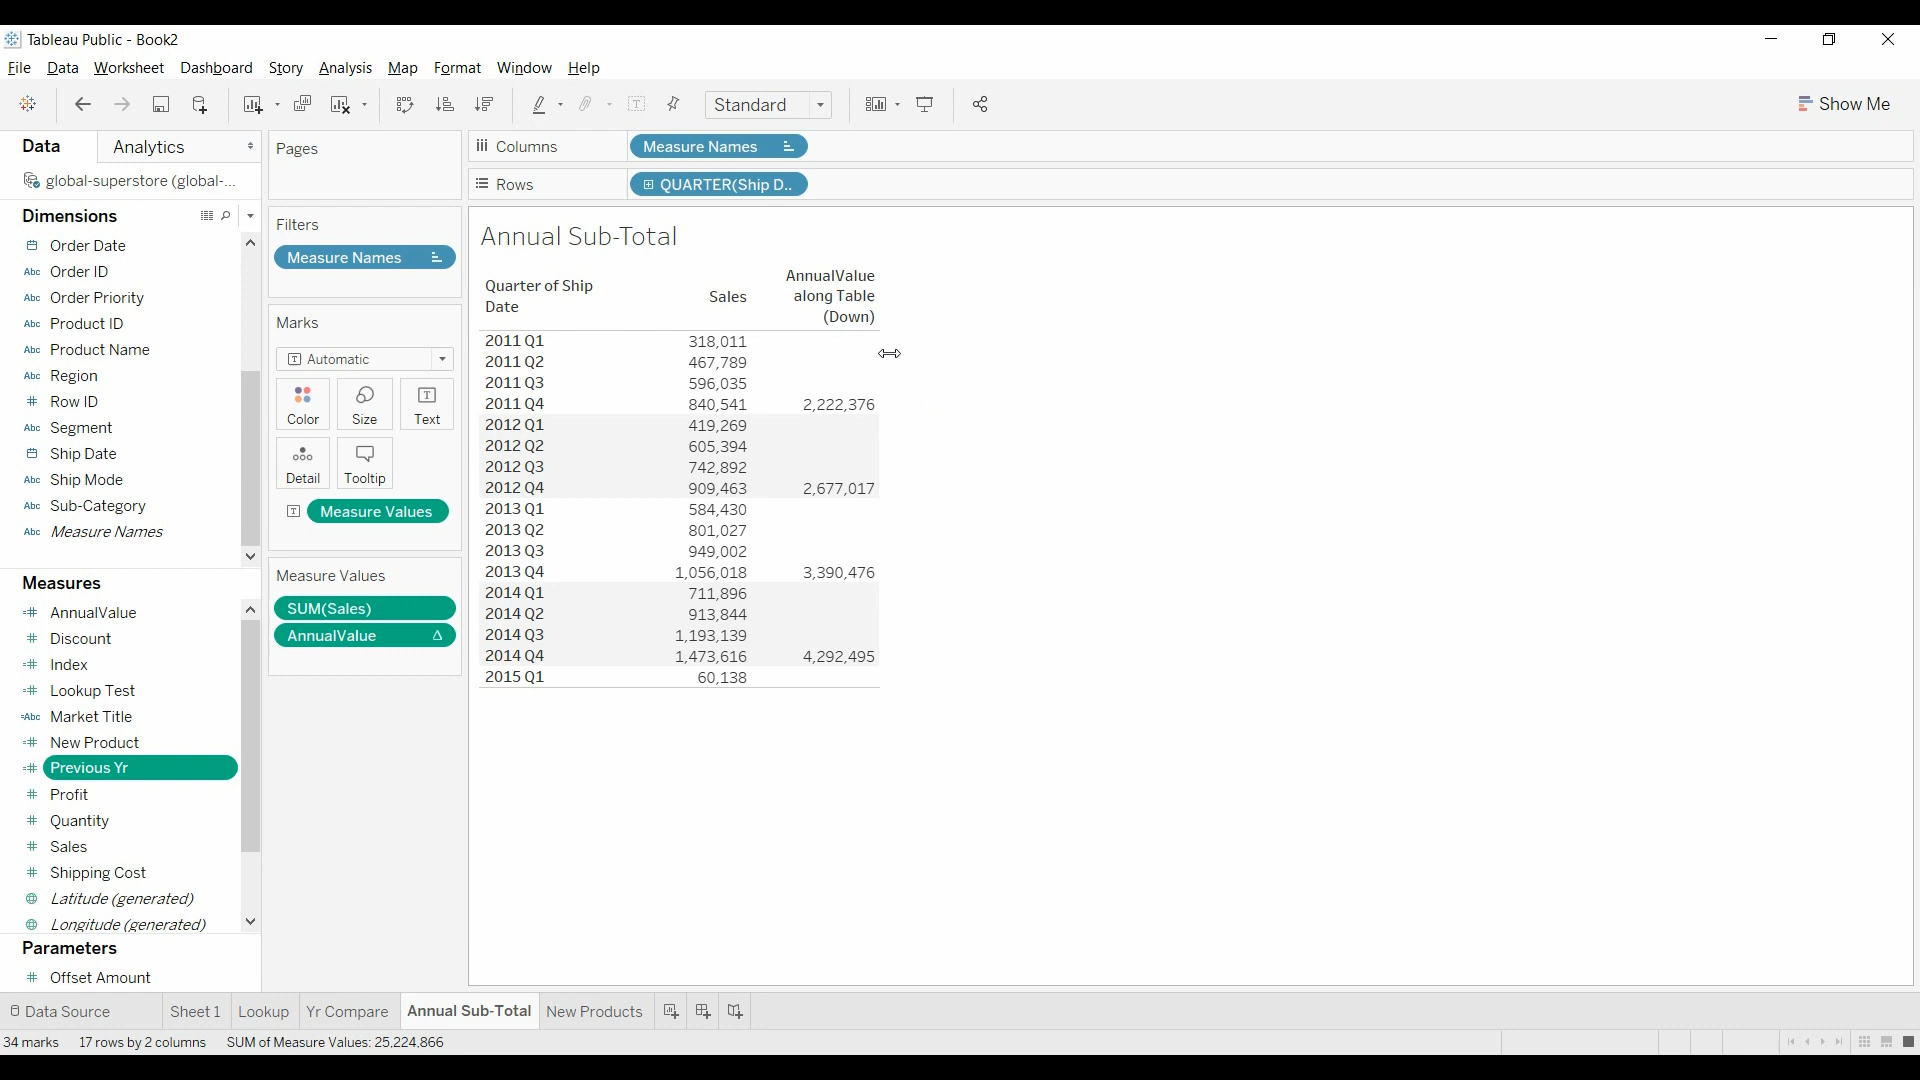 Tableau Public - Book2
File Data Worksheet Dashboard Story Analysis Map Format Window Help
Standard
Show Me
Data Analytics
global-superstore (global-...
Dimensions
Order Date
Abc Order ID
Abc Order Priority
Abc Product ID
Abc Product Name
Abc Region
# Row ID
Abc Segment
Ship Date
Abc Ship Mode
Abc Sub-Category
Abc Measure Names
Measures
=# AnnualValue
# Discount
=# Index
=# Lookup Test
=Abc Market Title
=# New Product
=# Previous Yr
# Profit
# Quantity
# Sales
# Shipping Cost
Latitude (generated)
Longitude (generated)
Parameters
# Offset Amount
Pages
Filters
Measure Names
Marks
T Automatic
Color Size Text
Detail Tooltip
T Measure Values
Measure Values
SUM(Sales)
AnnualValue Δ
Columns Measure Names
Rows QUARTER(Ship D..
Annual Sub-Total
Quarter of Ship
Date
Sales
AnnualValue
along Table
(Down)
2011 Q1 318,011
2011 Q2 467,789
2011 Q3 596,035
2011 Q4 840,541 2,222,376
2012 Q1 419,269
2012 Q2 605,394
2012 Q3 742,892
2012 Q4 909,463 2,677,017
2013 Q1 584,430
2013 Q2 801,027
2013 Q3 949,002
2013 Q4 1,056,018 3,390,476
2014 Q1 711,896
2014 Q2 913,844
2014 Q3 1,193,139
2014 Q4 1,473,616 4,292,495
2015 Q1 60,138
Data Source Sheet 1 Lookup Yr Compare Annual Sub-Total New Products
34 marks 17 rows by 2 columns SUM of Measure Values: 25,224,866